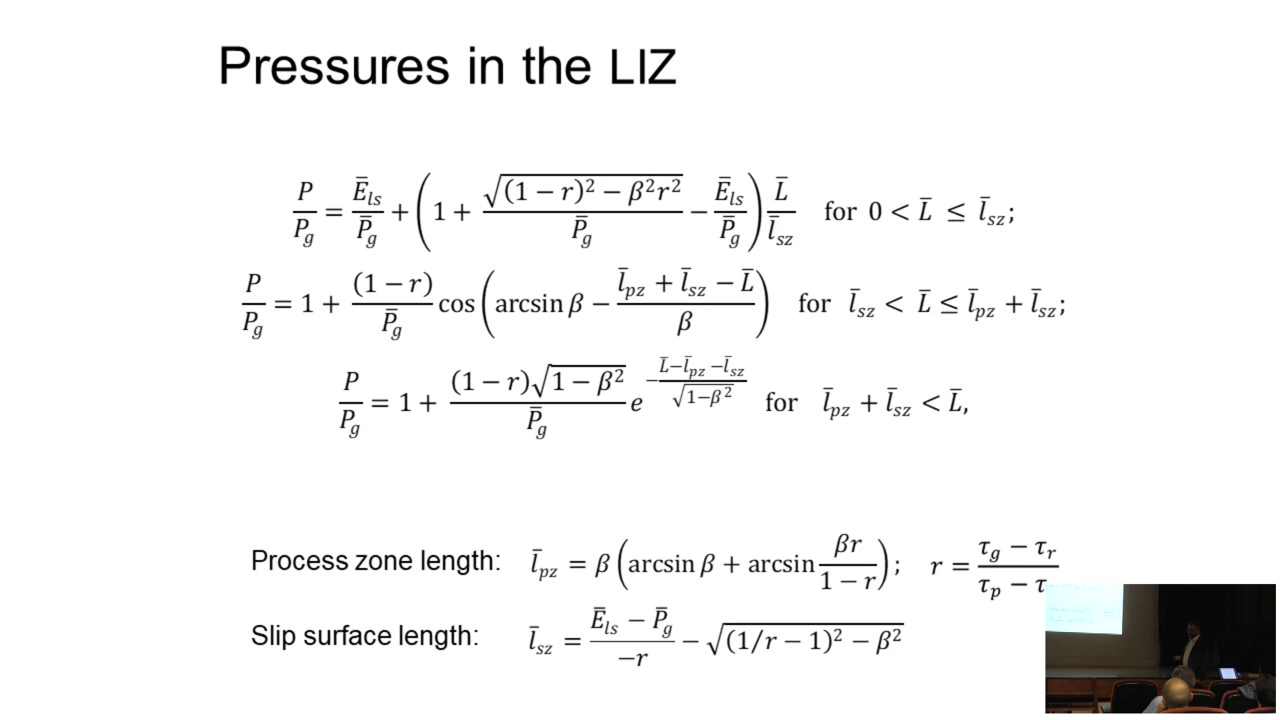 Pressures in the LIZ
P/P_g = Ē_ls/P̄_g + (1 + √((1 − r)² − β²r²)/P̄_g − Ē_ls/P̄_g) L̄/l̄_sz for 0 < L̄ ≤ l̄_sz;
P/P_g = 1 + (1 − r)/P̄_g cos(arcsin β − (l̄_pz + l̄_sz − L̄)/β) for l̄_sz < L̄ ≤ l̄_pz + l̄_sz;
P/P_g = 1 + (1 − r)√(1 − β²)/P̄_g e^(−(L̄−l̄_pz −l̄_sz)/√(1−β²)) for l̄_pz + l̄_sz < L̄,
Process zone length: l̄_pz = β(arcsin β + arcsin βr/(1 − r)); r = (τ_g − τ_r)/(τ_p − τ
Slip surface length: l̄_sz = (Ē_ls − P̄_g)/(−r) − √((1/r − 1)² − β²)